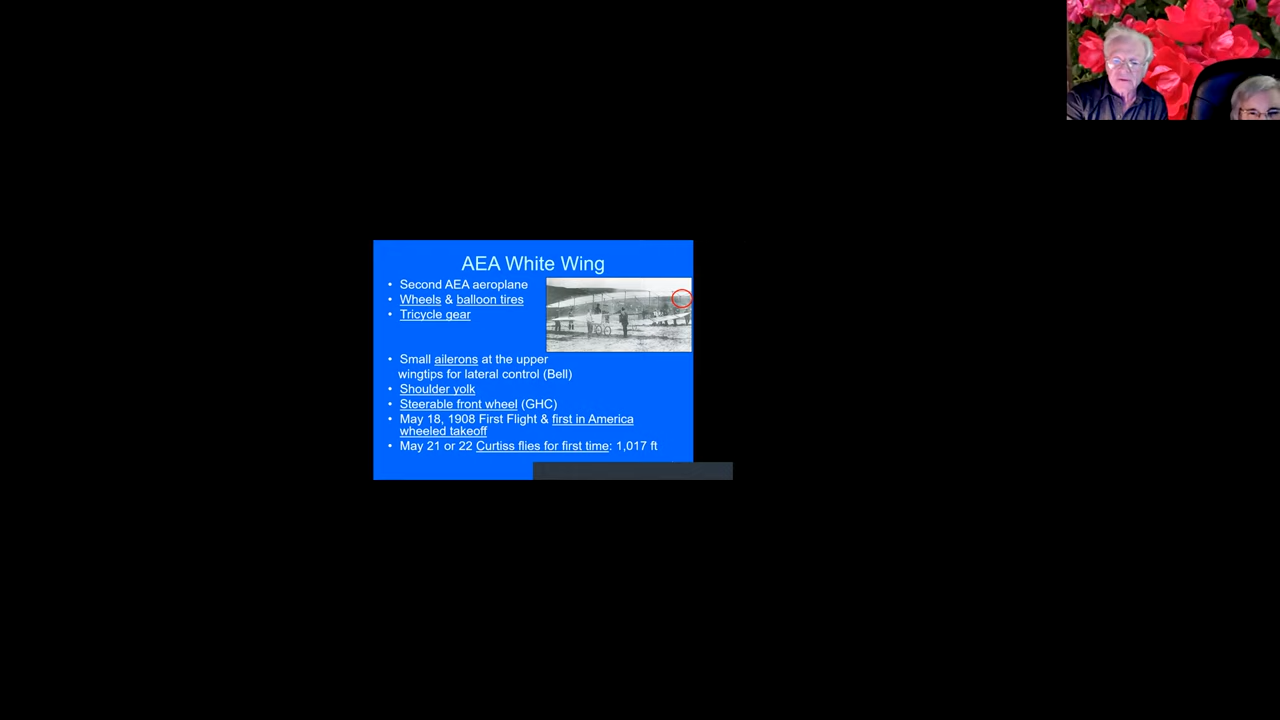 AEA White Wing
• Second AEA aeroplane
• Wheels & balloon tires
• Tricycle gear
• Small ailerons at the upper
wingtips for lateral control (Bell)
• Shoulder yolk
• Steerable front wheel (GHC)
• May 18, 1908 First Flight & first in America
wheeled takeoff
• May 21 or 22 Curtiss flies for first time: 1,017 ft